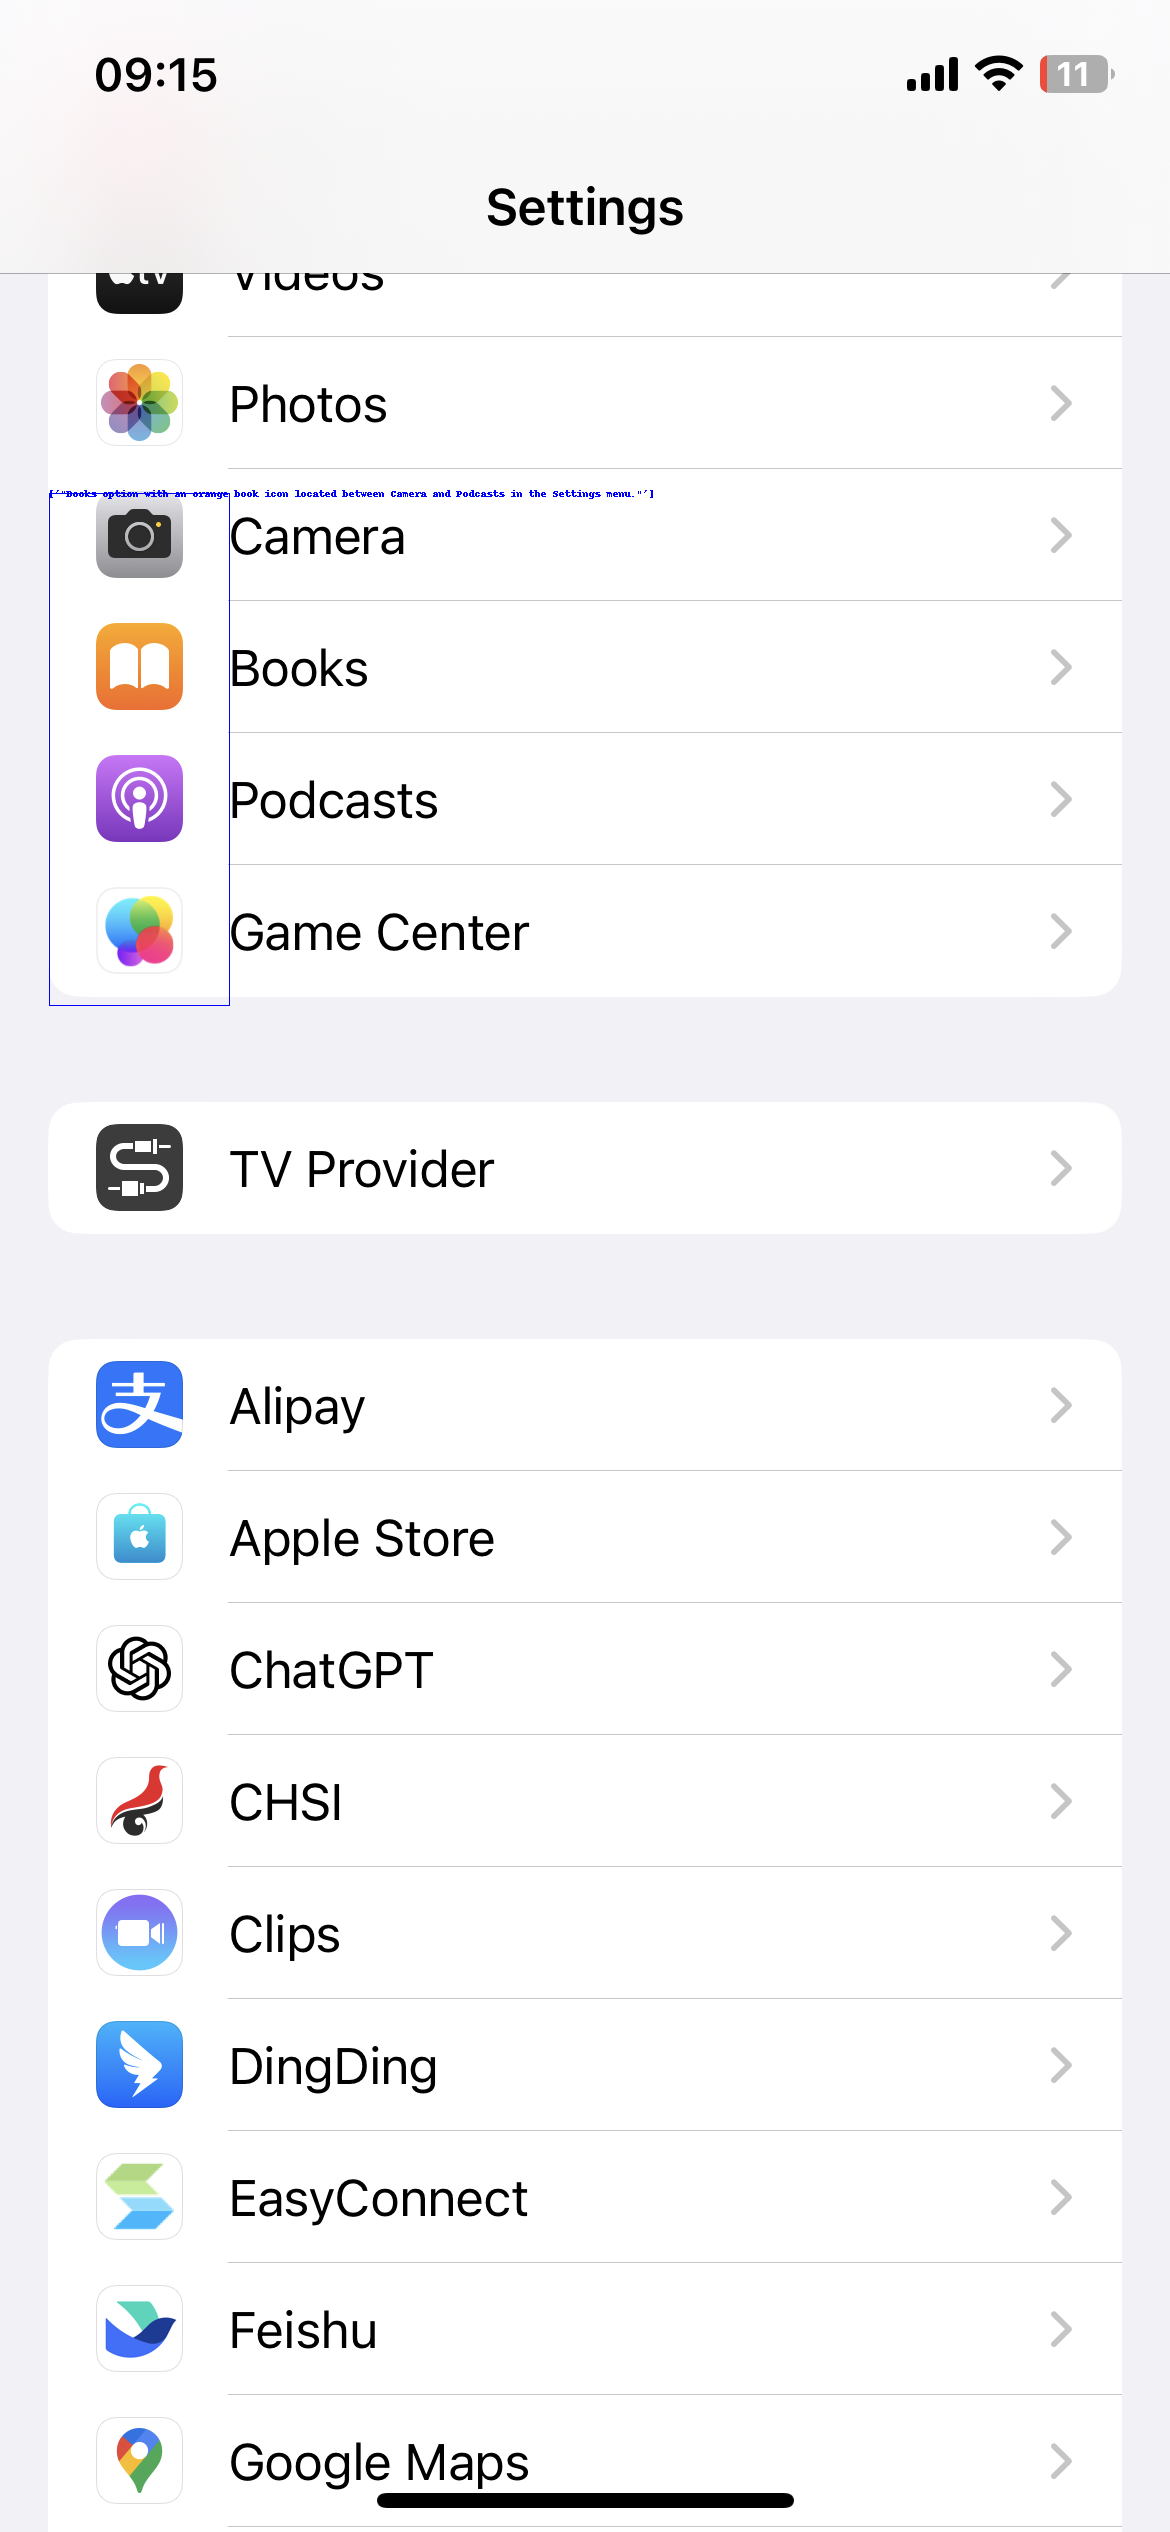 09:15
11
Settings
tv
Videos
Photos
['"Books option with an orange book icon located between Camera and Podcasts in the Settings menu."']
Camera
Books
Podcasts
Game Center
TV Provider
支
Alipay
Apple Store
ChatGPT
CHSI
Clips
DingDing
EasyConnect
Feishu
Google Maps